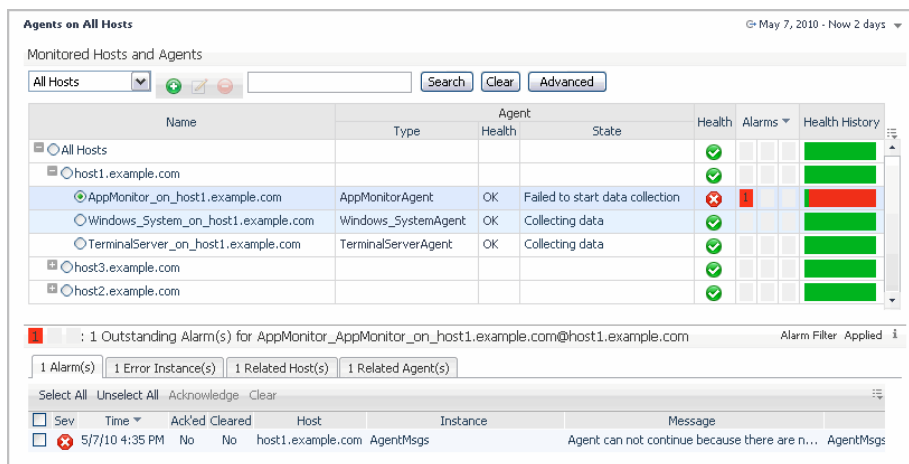 Agents on All Hosts May 7, 2010 - Now 2 days
Monitored Hosts and Agents
All Hosts Search Clear Advanced
Name Agent Health Alarms Health History
Type Health State
All Hosts
host1.example.com
AppMonitor_on_host1.example.com AppMonitorAgent OK Failed to start data collection 1
Windows_System_on_host1.example.com Windows_SystemAgent OK Collecting data
TerminalServer_on_host1.example.com TerminalServerAgent OK Collecting data
host3.example.com
host2.example.com
1 : 1 Outstanding Alarm(s) for AppMonitor_AppMonitor_on_host1.example.com@host1.example.com Alarm Filter Applied i
1 Alarm(s) 1 Error Instance(s) 1 Related Host(s) 1 Related Agent(s)
Select All Unselect All Acknowledge Clear
Sev Time Ack'ed Cleared Host Instance Message
5/7/10 4:35 PM No No host1.example.com AgentMsgs Agent can not continue because there are n... AgentMsgs